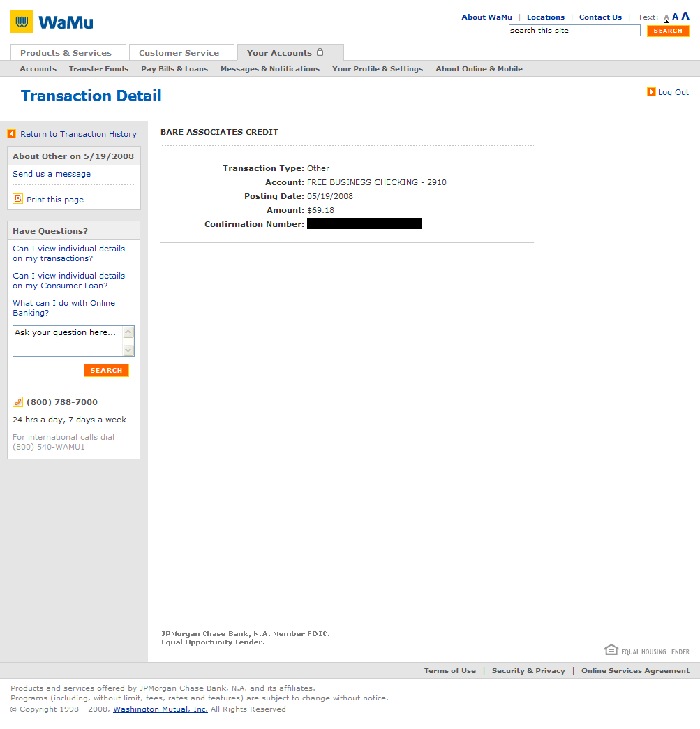 WaMu
About WaMu | Locations | Contact Us Text: A A A
search this site SEARCH
Products & Services Customer Service Your Accounts
Accounts Transfer Funds Pay Bills & Loans Messages & Notifications Your Profile & Settings About Online & Mobile
Transaction Detail
Log Out
Return to Transaction History
About Other on 5/19/2008
Send us a message
Print this page
Have Questions?
Can I view individual details
on my transactions?
Can I view individual details
on my Consumer Loan?
What can I do with Online
Banking?
Ask your question here...
SEARCH
(800) 788-7000
24 hrs a day, 7 days a week
For international calls dial
(800) 540-WAMU1
BARE ASSOCIATES CREDIT
Transaction Type: Other
Account: FREE BUSINESS CHECKING - 2910
Posting Date: 05/19/2008
Amount: $69.18
Confirmation Number:
JPMorgan Chase Bank, N.A. Member FDIC.
Equal Opportunity Lender.
EQUAL HOUSING LENDER
Terms of Use | Security & Privacy | Online Services Agreement
Products and services offered by JPMorgan Chase Bank, N.A. and its affiliates.
Programs (including, without limit, fees, rates and features) are subject to change without notice.
© Copyright 1998 - 2008, Washington Mutual, Inc. All Rights Reserved